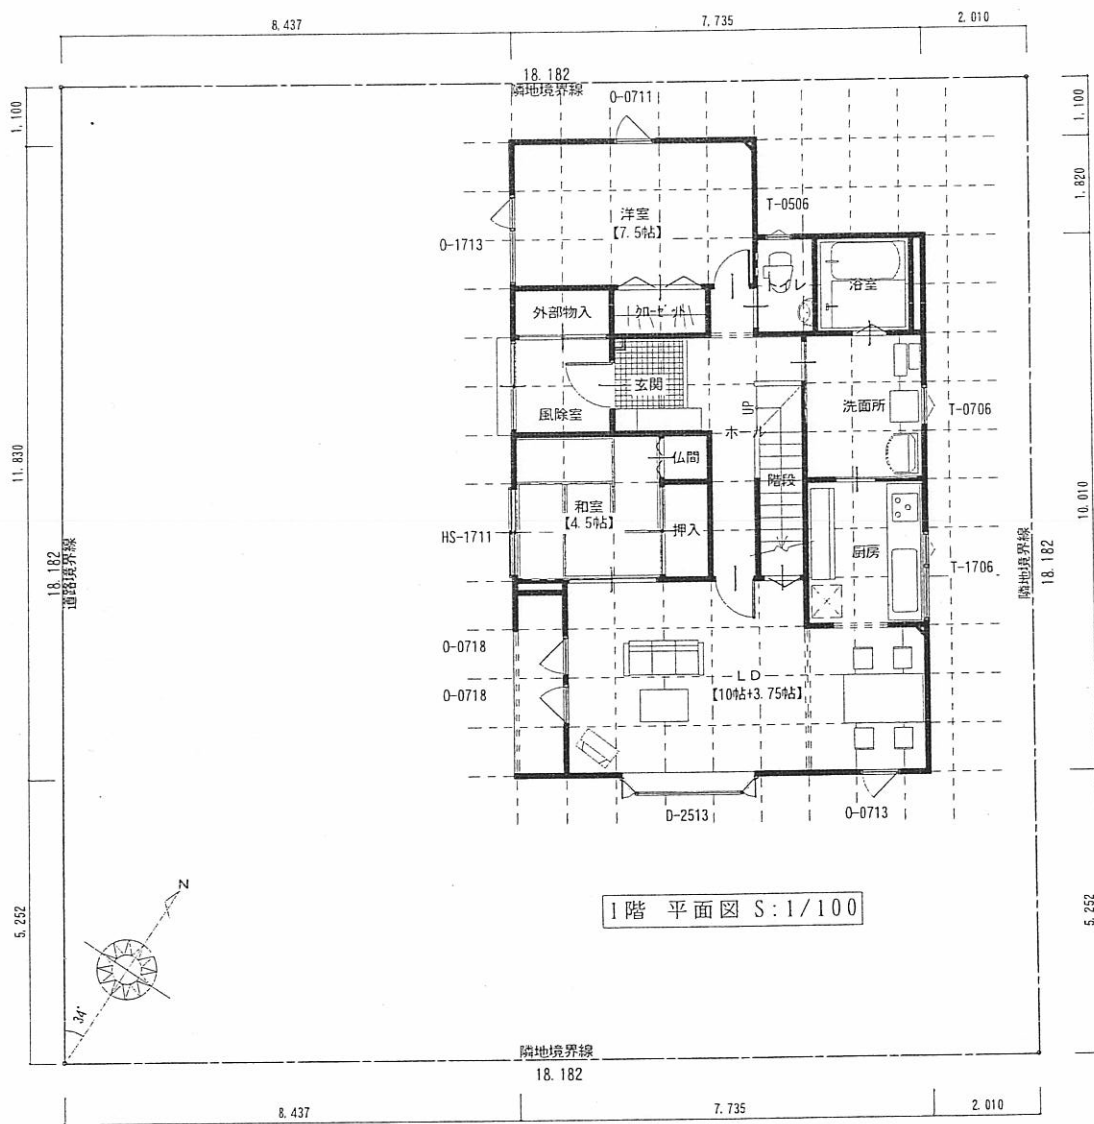 8,437
7,735
2,010
18.182
隣地境界線
1,100
1,100
O-0711
1,820
T-0506
洋室
【7.5帖】
O-1713
トイレ
浴室
外部物入
クローゼット
玄関
風除室
UP
ホール
洗面所
T-0706
仏間
階段
11,830
和室
【4.5帖】
押入
HS-1711
厨房
T-1706
10,010
18.182
道路境界線
隣地境界線
18.182
O-0718
O-0718
LD
【10帖+3.75帖】
D-2513
O-0713
5,252
5,252
1階 平面図 S:1/100
N
34°
隣地境界線
18.182
8,437
7,735
2,010